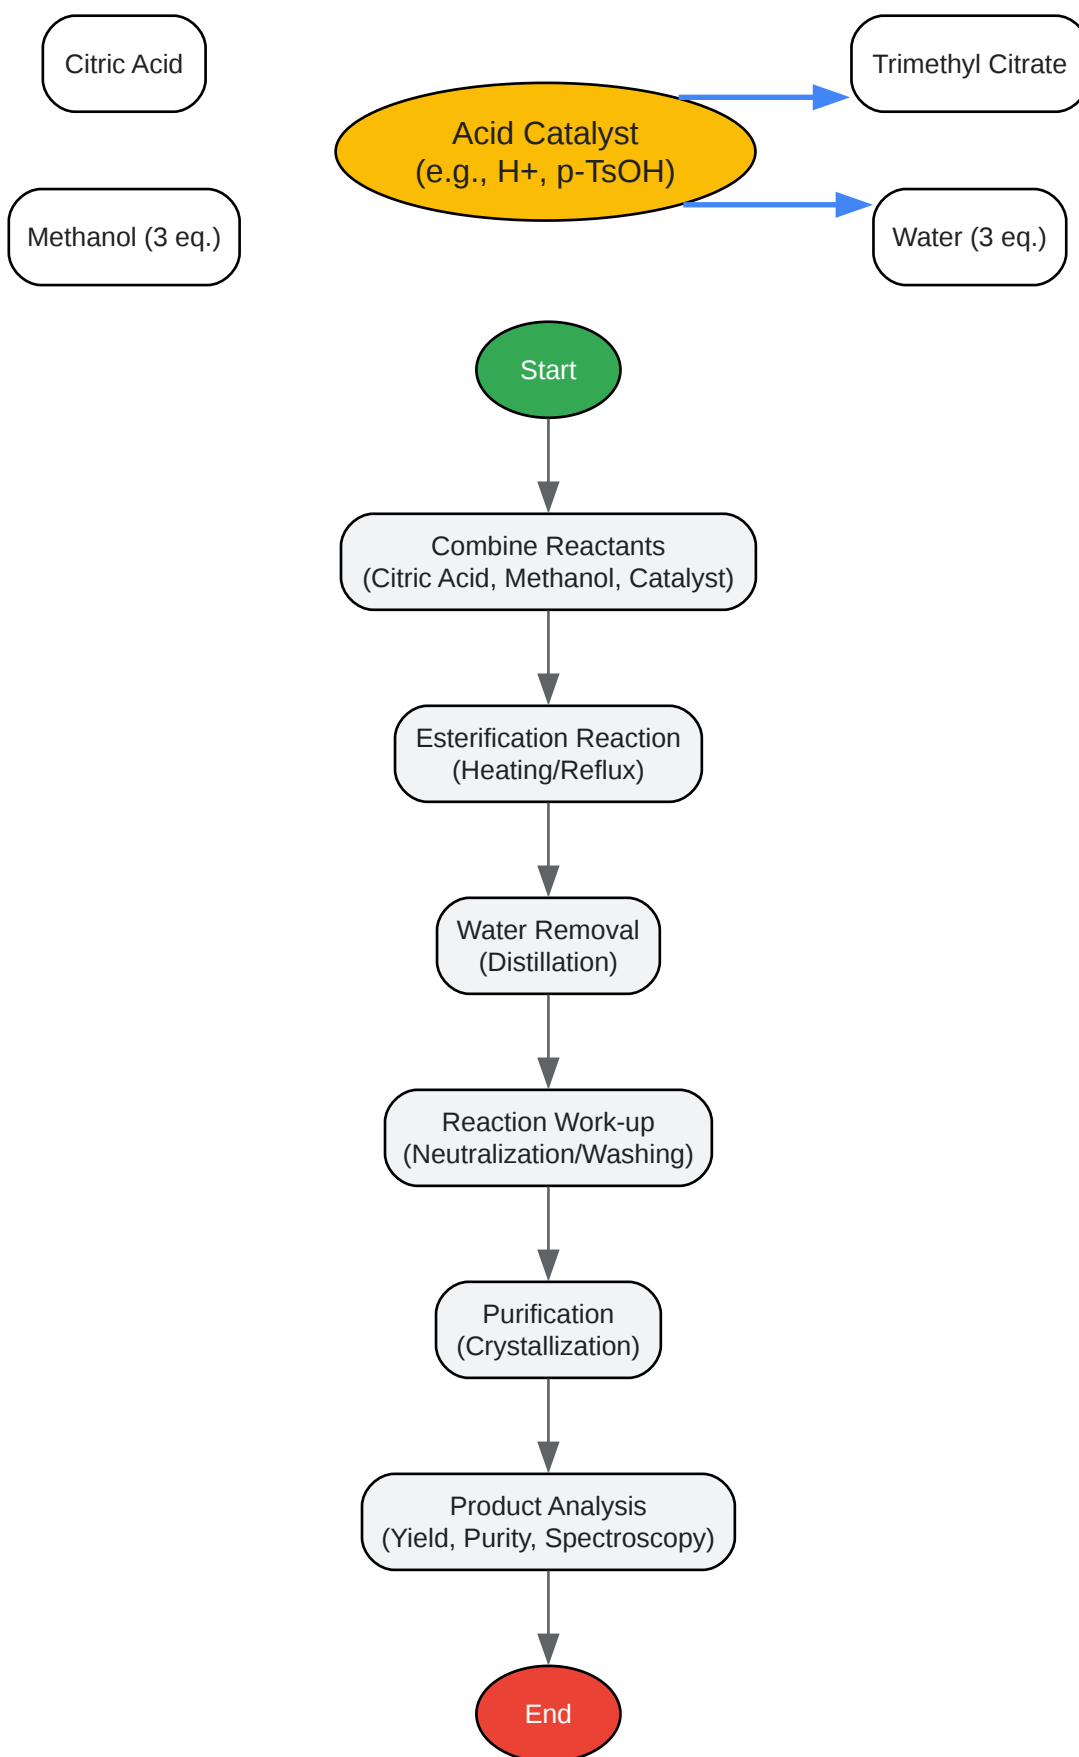 Citric Acid
Trimethyl Citrate
Acid Catalyst
(e.g., H+, p-TsOH)
Methanol (3 eq.)
Water (3 eq.)
Start
Combine Reactants
(Citric Acid, Methanol, Catalyst)
Esterification Reaction
(Heating/Reflux)
Water Removal
(Distillation)
Reaction Work-up
(Neutralization/Washing)
Purification
(Crystallization)
Product Analysis
(Yield, Purity, Spectroscopy)
End